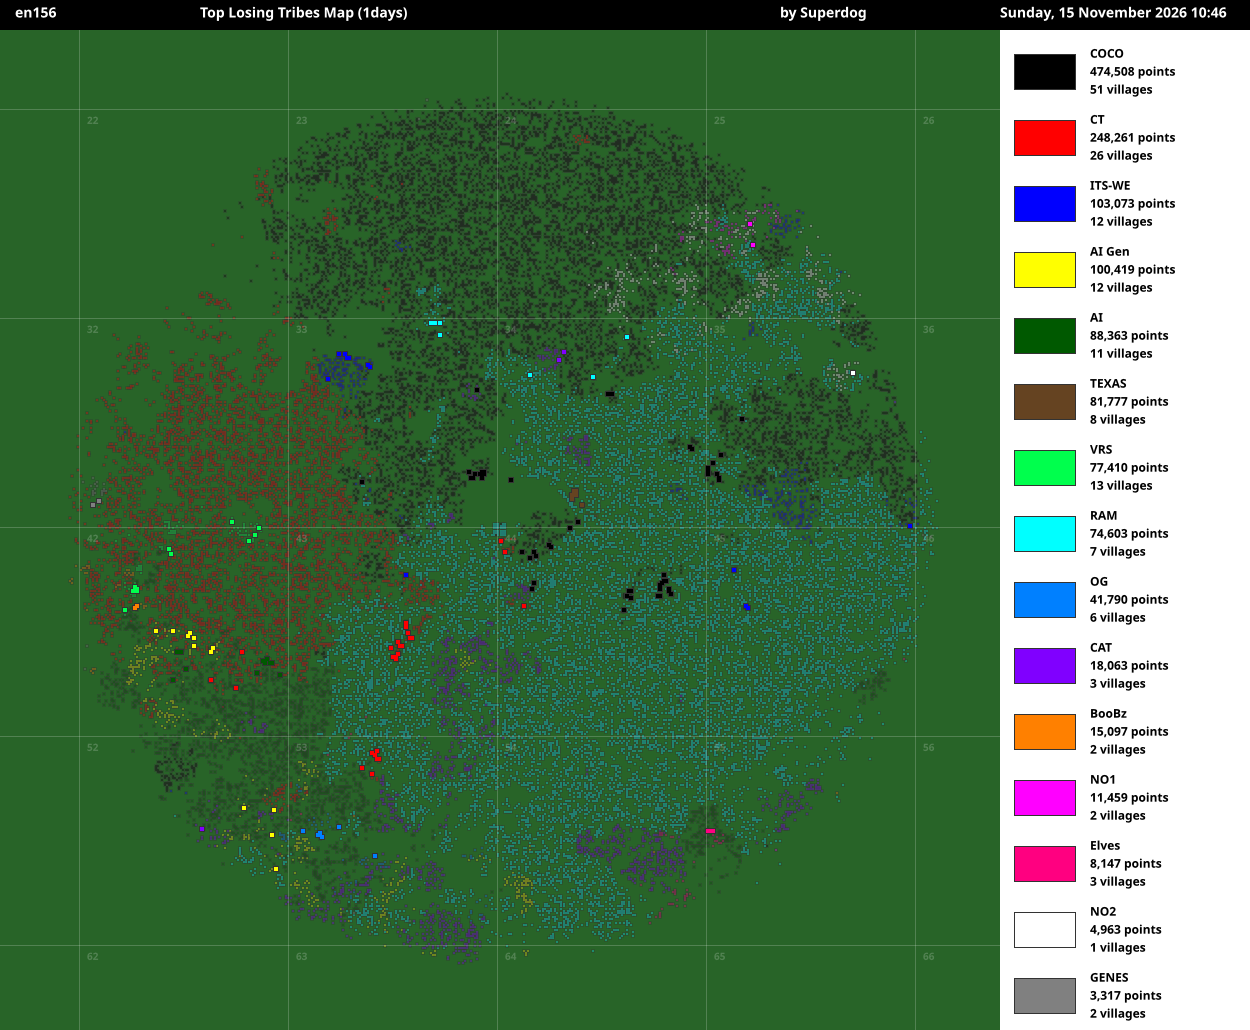 en156
Top Losing Tribes Map (1days)
by Superdog
Sunday, 15 November 2026 10:46
COCO
474,508 points
51 villages
CT
248,261 points
26 villages
ITS-WE
103,073 points
12 villages
AI Gen
100,419 points
12 villages
AI
88,363 points
11 villages
TEXAS
81,777 points
8 villages
VRS
77,410 points
13 villages
RAM
74,603 points
7 villages
OG
41,790 points
6 villages
CAT
18,063 points
3 villages
BooBz
15,097 points
2 villages
NO1
11,459 points
2 villages
Elves
8,147 points
3 villages
NO2
4,963 points
1 villages
GENES
3,317 points
2 villages
22 23 24 25 26
32 33 34 35 36
42 43 44 45 46
52 53 54 55 56
62 63 64 65 66